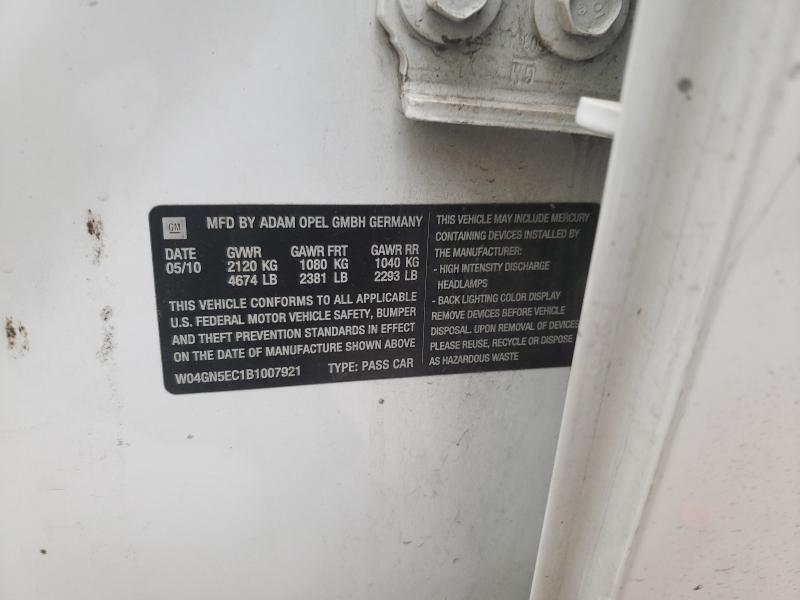 GM
MFD BY ADAM OPEL GMBH GERMANY
DATE GVWR GAWR FRT GAWR RR
05/10 2120 KG 1080 KG 1040 KG
4674 LB 2381 LB 2293 LB
THIS VEHICLE CONFORMS TO ALL APPLICABLE
U.S. FEDERAL MOTOR VEHICLE SAFETY, BUMPER
AND THEFT PREVENTION STANDARDS IN EFFECT
ON THE DATE OF MANUFACTURE SHOWN ABOVE
W04GN5EC1B1007921 TYPE: PASS CAR
THIS VEHICLE MAY INCLUDE MERCURY
CONTAINING DEVICES INSTALLED BY
THE MANUFACTURER:
- HIGH INTENSITY DISCHARGE
HEADLAMPS
- BACK LIGHTING COLOR DISPLAY
REMOVE DEVICES BEFORE VEHICLE
DISPOSAL. UPON REMOVAL OF DEVICES
PLEASE REUSE, RECYCLE OR DISPOSE
AS HAZARDOUS WASTE